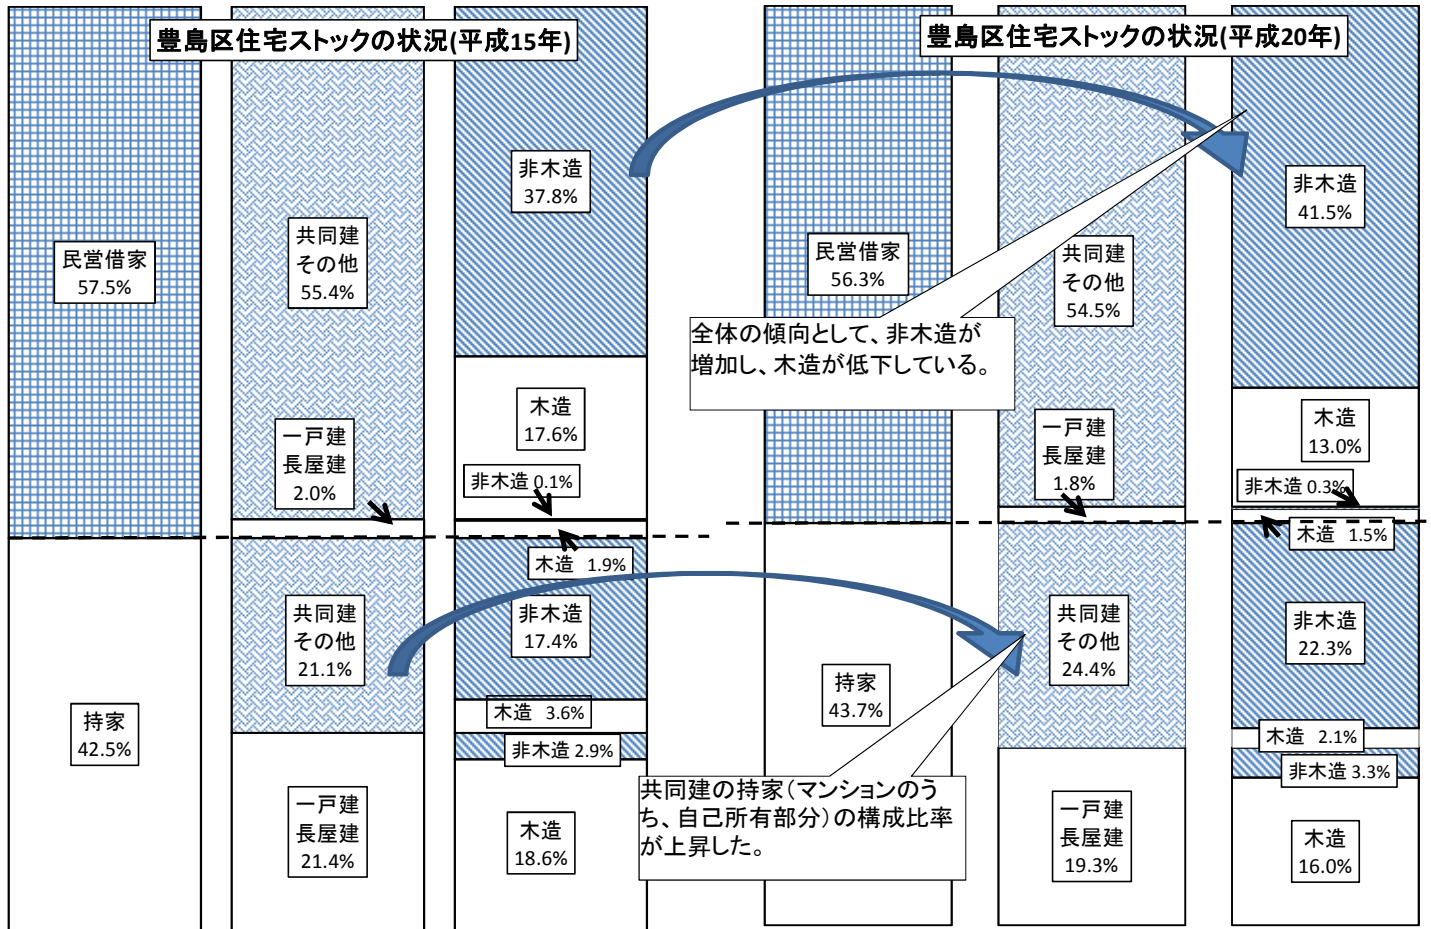 豊島区住宅ストックの状況(平成15年)
民営借家
57.5%
持家
42.5%
共同建
その他
55.4%
一戸建
長屋建
2.0%
共同建
その他
21.1%
一戸建
長屋建
21.4%
非木造
37.8%
木造
17.6%
非木造 0.1%
木造 1.9%
非木造
17.4%
木造 3.6%
非木造 2.9%
木造
18.6%
豊島区住宅ストックの状況(平成20年)
民営借家
56.3%
持家
43.7%
共同建
その他
54.5%
一戸建
長屋建
1.8%
共同建
その他
24.4%
一戸建
長屋建
19.3%
非木造
41.5%
木造
13.0%
非木造 0.3%
木造 1.5%
非木造
22.3%
木造 2.1%
非木造 3.3%
木造
16.0%
全体の傾向として、非木造が
増加し、木造が低下している。
共同建の持家(マンションのう
ち、自己所有部分)の構成比率
が上昇した。